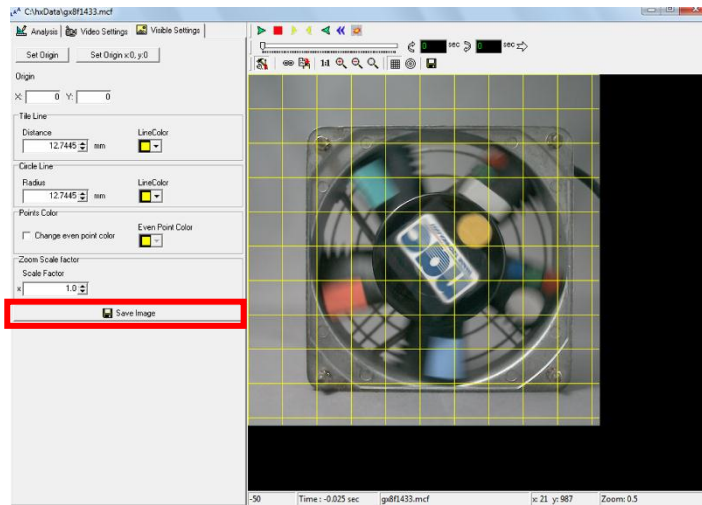 C:\hxData\gx8f1433.mcf
Analysis Video Settings Visible Settings
Set Origin Set Origin x:0, y:0
sec sec
0 0
Origin
1:1
X: 0 Y: 0
Tile Line
Distance LineColor
12.7445 mm
Circle Line
Radius LineColor
12.7445 mm
Points Color
Change even point color Even Point Color
Zoom Scale factor
Scale Factor
x 1.0
Save Image
-50 Time : -0.025 sec gx8f1433.mcf x: 21 y: 987 Zoom: 0.5